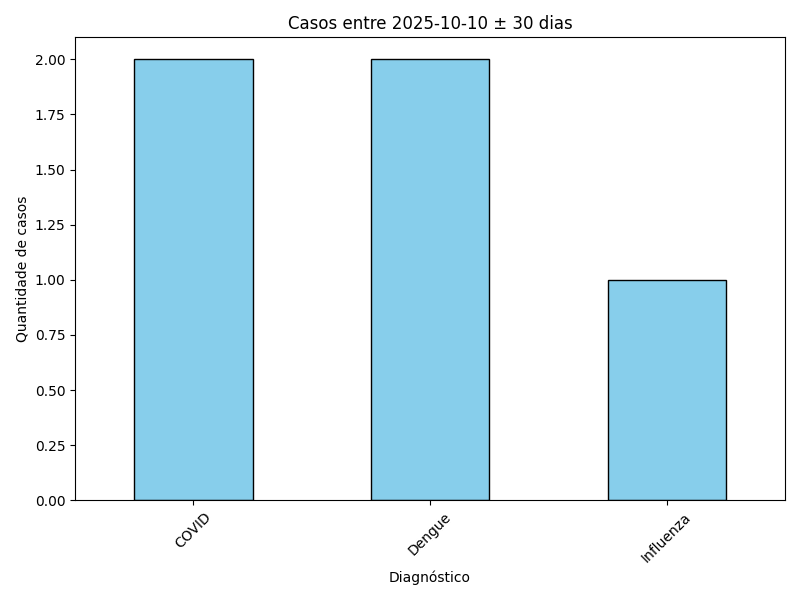 Casos entre 2025-10-10 ± 30 dias
Quantidade de casos
2.00
1.75
1.50
1.25
1.00
0.75
0.50
0.25
0.00
COVID
Dengue
Influenza
Diagnóstico